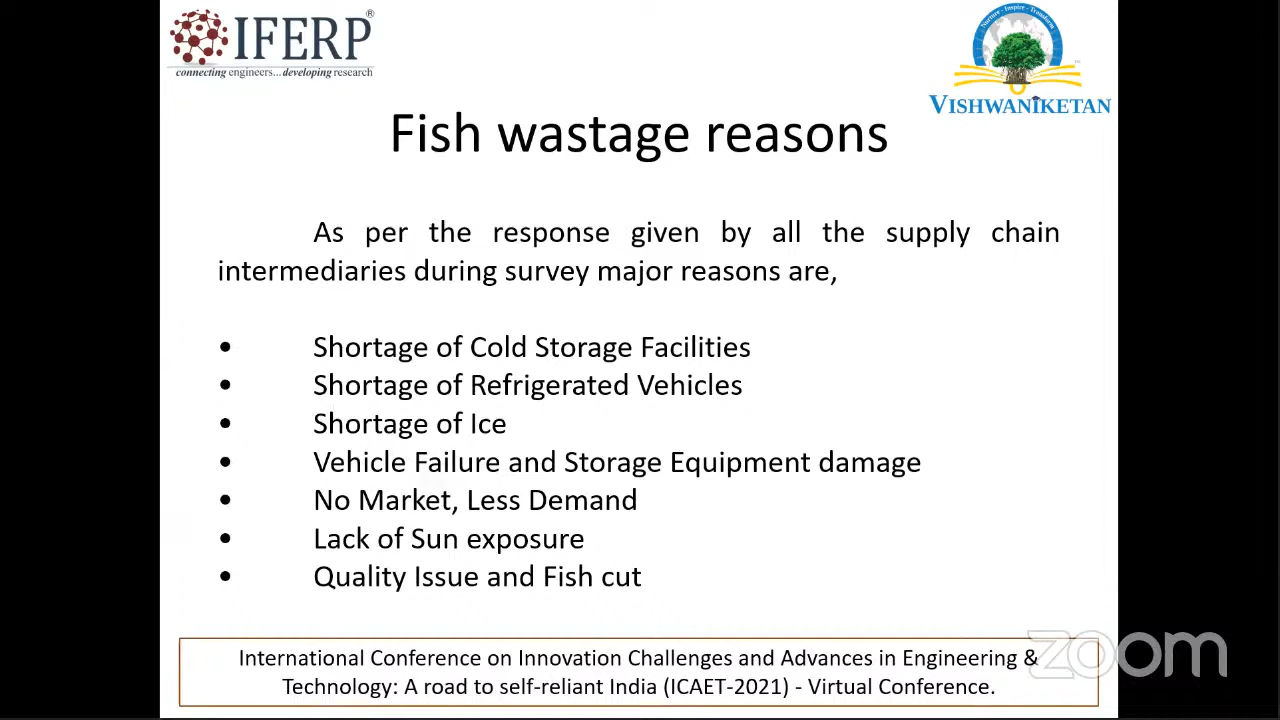 IFERP®
connecting engineers...developing research
Nurture - Inspire - Transform
VISHWANIKETAN
Fish wastage reasons
As per the response given by all the supply chain
intermediaries during survey major reasons are,
• Shortage of Cold Storage Facilities
• Shortage of Refrigerated Vehicles
• Shortage of Ice
• Vehicle Failure and Storage Equipment damage
• No Market, Less Demand
• Lack of Sun exposure
• Quality Issue and Fish cut
International Conference on Innovation Challenges and Advances in Engineering &
Technology: A road to self-reliant India (ICAET-2021) - Virtual Conference.
zoom